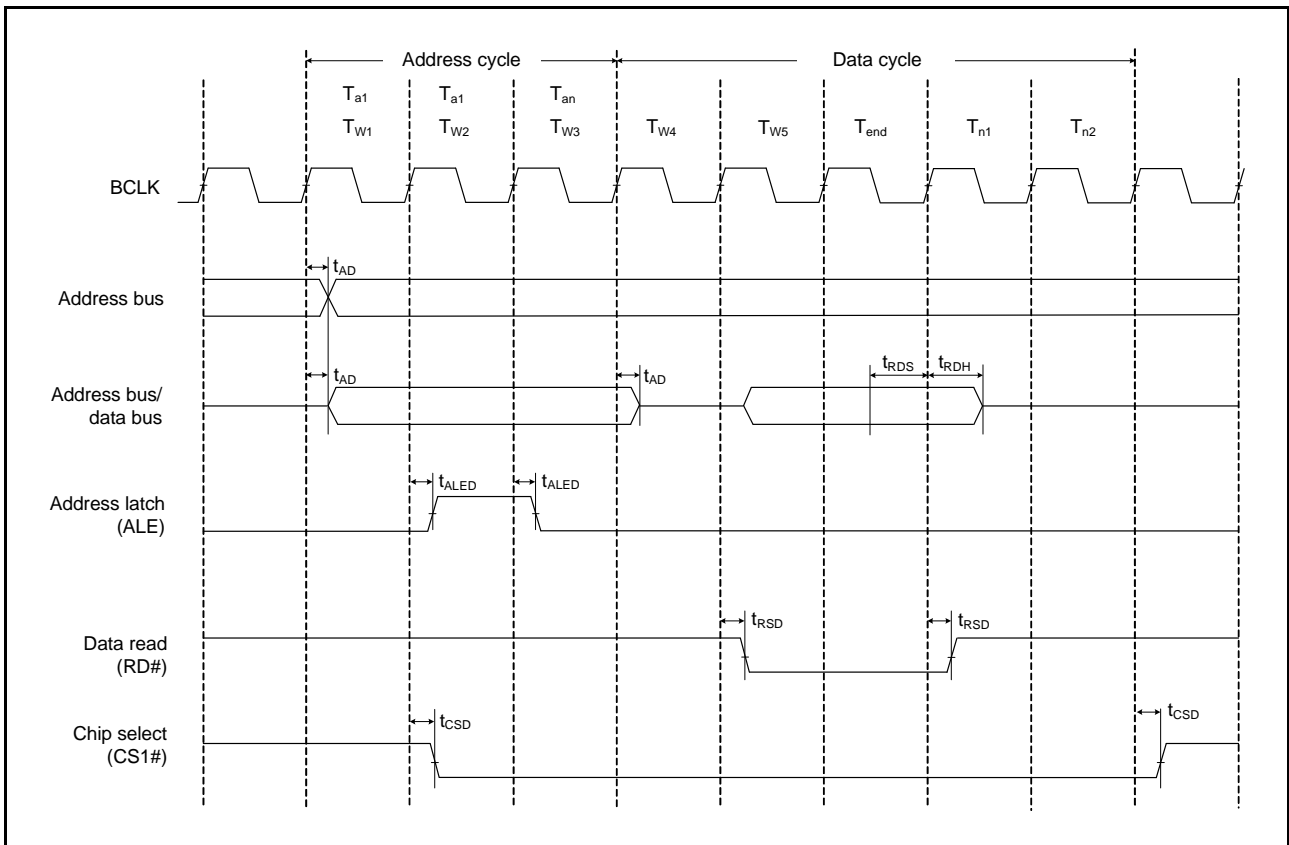 Address cycle Data cycle
Ta1 Ta1 Tan
TW1 TW2 TW3 TW4 TW5 Tend Tn1 Tn2
BCLK
tAD
Address bus
tAD tAD tRDS tRDH
Address bus/
data bus
tALED tALED
Address latch
(ALE)
tRSD tRSD
Data read
(RD#)
tCSD tCSD
Chip select
(CS1#)